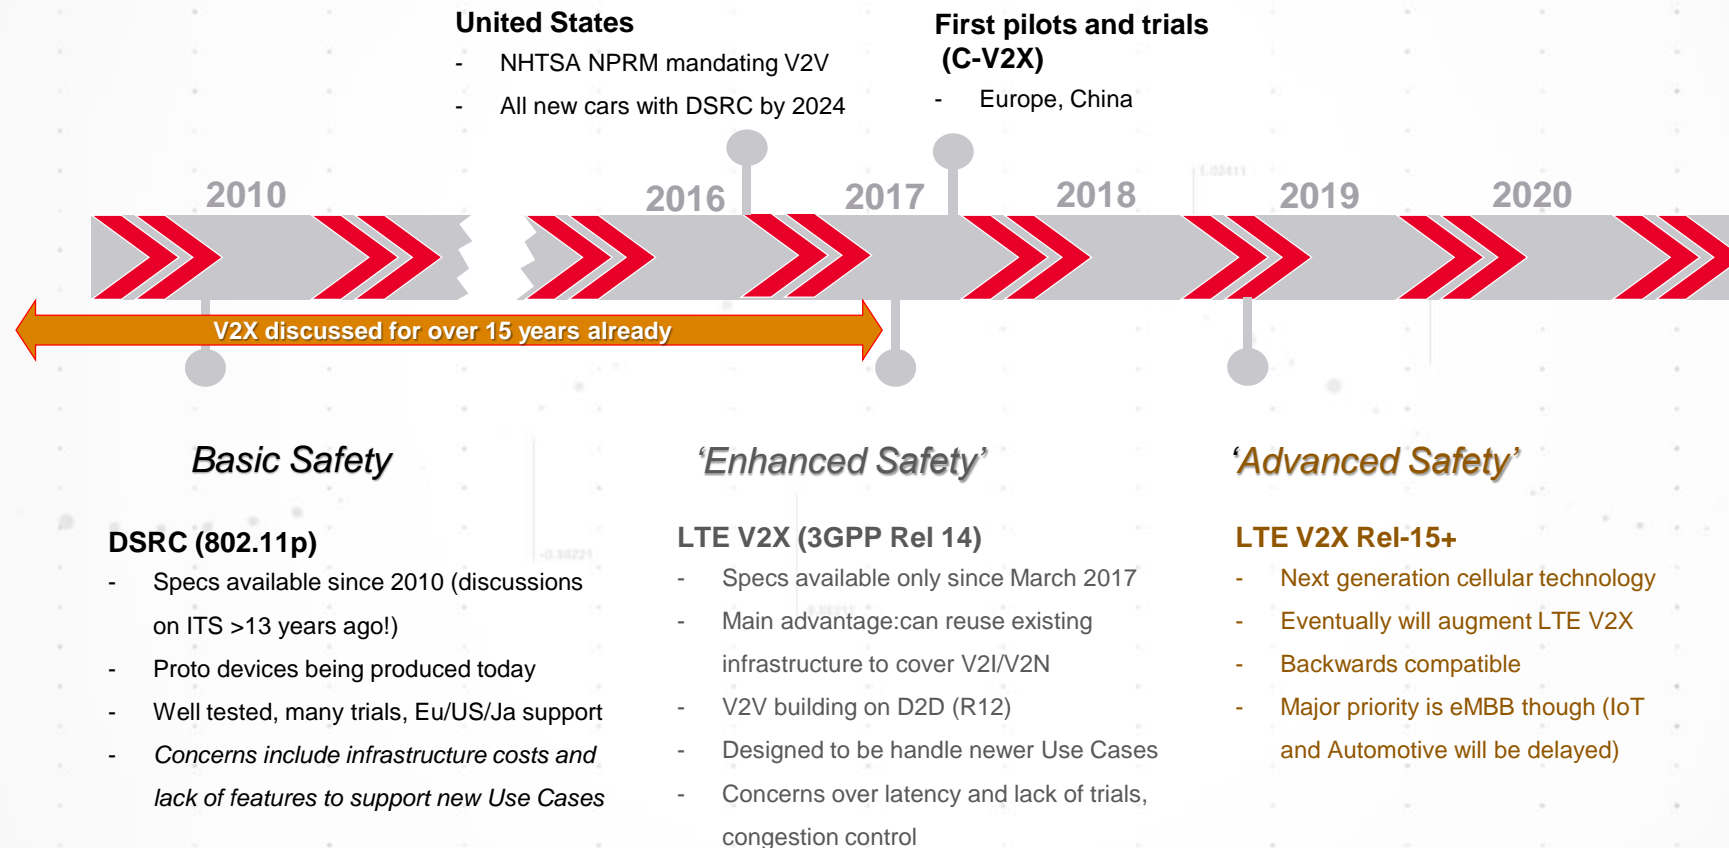 United States
- NHTSA NPRM mandating V2V
- All new cars with DSRC by 2024
First pilots and trials
(C-V2X)
- Europe, China
2010
2016
2017
2018
2019
2020
1.02411
V2X discussed for over 15 years already
Basic Safety
DSRC (802.11p)
- Specs available since 2010 (discussions
on ITS >13 years ago!)
- Proto devices being produced today
- Well tested, many trials, Eu/US/Ja support
- Concerns include infrastructure costs and
lack of features to support new Use Cases
‘Enhanced Safety’
LTE V2X (3GPP Rel 14)
- Specs available only since March 2017
- Main advantage:can reuse existing
infrastructure to cover V2I/V2N
- V2V building on D2D (R12)
- Designed to be handle newer Use Cases
- Concerns over latency and lack of trials,
congestion control
‘Advanced Safety’
LTE V2X Rel-15+
- Next generation cellular technology
- Eventually will augment LTE V2X
- Backwards compatible
- Major priority is eMBB though (IoT
and Automotive will be delayed)